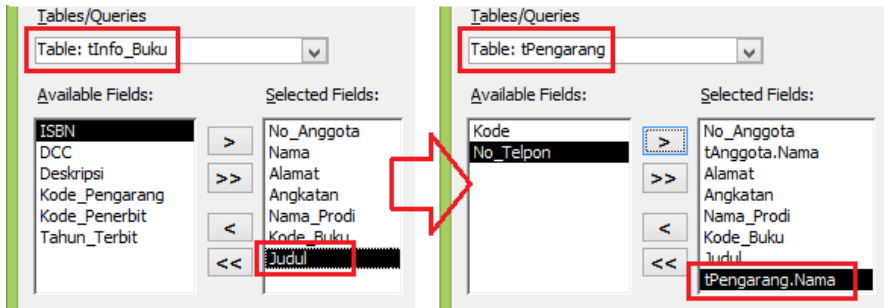 Tables/Queries
Table: tInfo_Buku
Available Fields:
Selected Fields:
ISBN
DCC
Deskripsi
Kode_Pengarang
Kode_Penerbit
Tahun_Terbit
>
>>
<
<<
No_Anggota
Nama
Alamat
Angkatan
Nama_Prodi
Kode_Buku
Judul
Tables/Queries
Table: tPengarang
Available Fields:
Selected Fields:
Kode
No_Telpon
>
>>
<
<<
No_Anggota
tAnggota.Nama
Alamat
Angkatan
Nama_Prodi
Kode_Buku
Judul
tPengarang.Nama